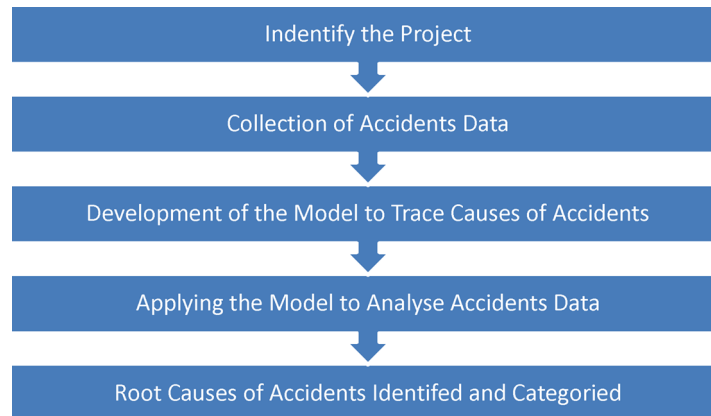 Indentify the Project
Collection of Accidents Data
Development of the Model to Trace Causes of Accidents
Applying the Model to Analyse Accidents Data
Root Causes of Accidents Identifed and Categoried